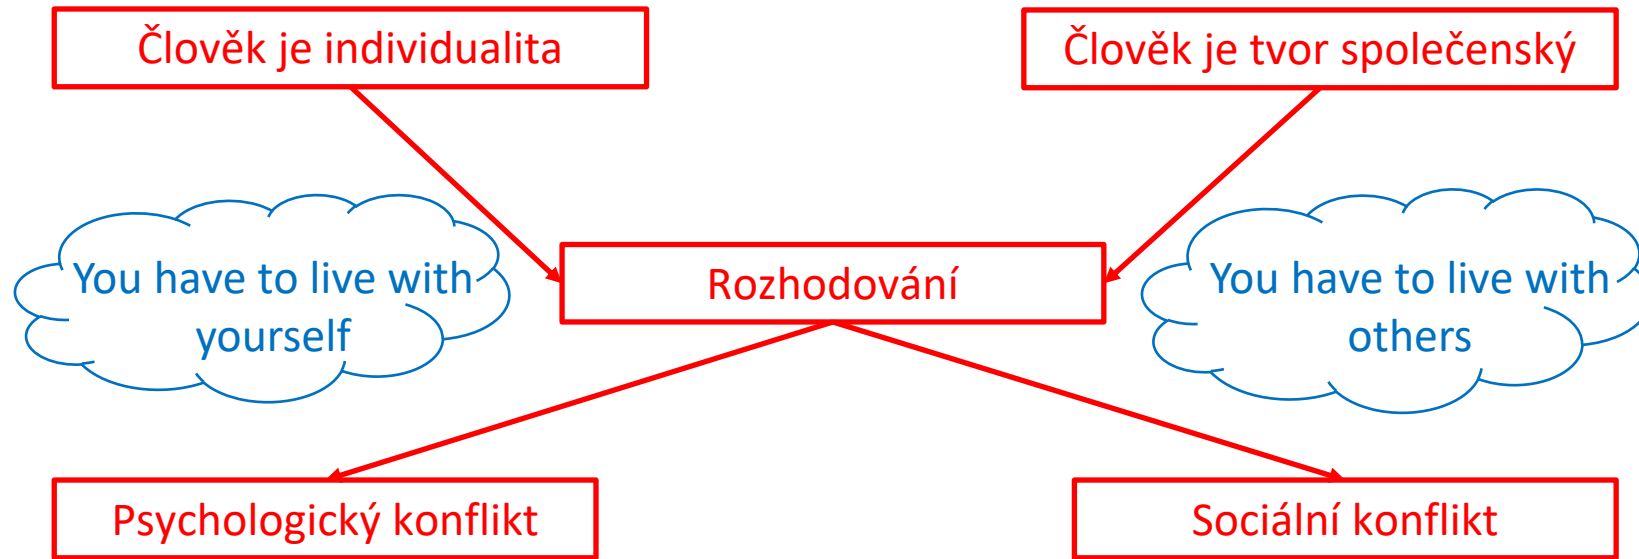 Člověk je individualita
Člověk je tvor společenský
You have to live with
yourself
Rozhodování
You have to live with
others
Psychologický konflikt
Sociální konflikt